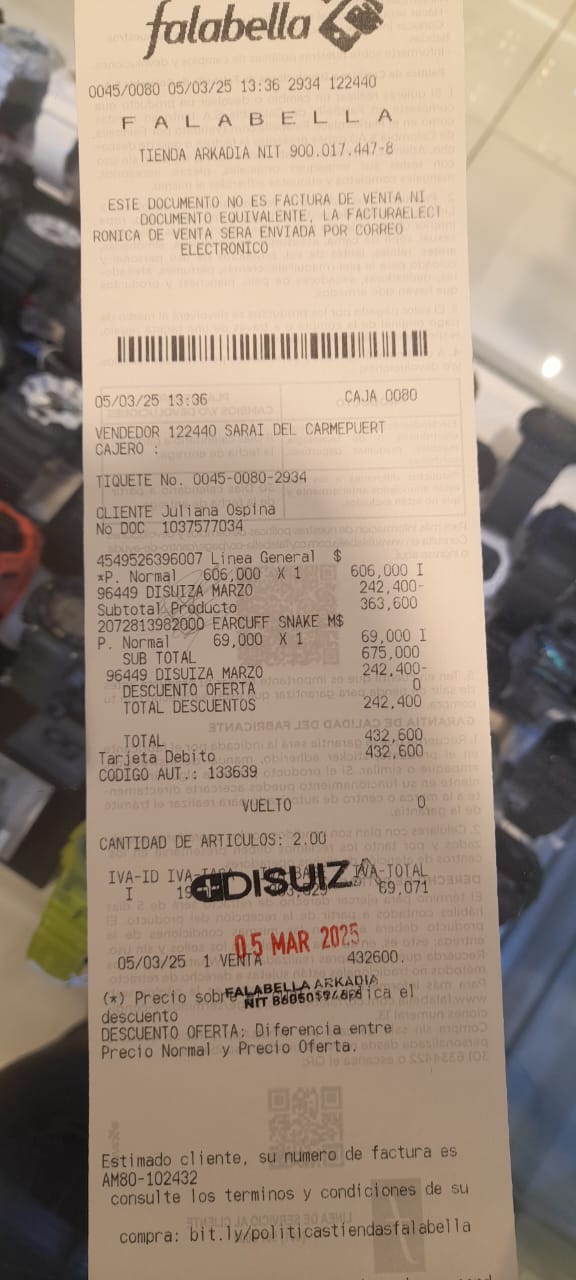 falabella
0045/0080 05/03/25 13:36 2934 122440
F A L A B E L L A
TIENDA ARKADIA NIT 900.017.447-8
ESTE DOCUMENTO NO ES FACTURA DE VENTA NI
DOCUMENTO EQUIVALENTE, LA FACTURAELECT
RONICA DE VENTA SERA ENVIADA POR CORREO
ELECTRONICO
05/03/25 13:36 CAJA 0080
VENDEDOR 122440 SARAI DEL CARMEPUERT
CAJERO :
TIQUETE No. 0045-0080-2934
CLIENTE Juliana Ospina
No DOC 1037577034
4549526396007 Linea General $
*P. Normal 606,000 X 1 606,000 I
96449 DISUIZA MARZO 242,400-
Subtotal Producto 363,600
2072813982000 EARCUFF SNAKE M$
P. Normal 69,000 X 1 69,000 I
SUB TOTAL 675,000
96449 DISUIZA MARZO 242,400-
DESCUENTO OFERTA 0
TOTAL DESCUENTOS 242,400
TOTAL 432,600
Tarjeta Debito 432,600
CODIGO AUT.: 133639
VUELTO 0
CANTIDAD DE ARTICULOS: 2.00
IVA-ID IVA- IVA-TOTAL
I 69,071
DISUIZA
05 MAR 2025
05/03/25 1 VENTA 432600.
FALABELLA ARKADIA
(*) Precio el
descuento
DESCUENTO OFERTA: Diferencia entre
Precio Normal y Precio Oferta.
Estimado cliente, su numero de factura es
AM80-102432
consulte los terminos y condiciones de su
compra: bit.ly/politicastiendasfalabella